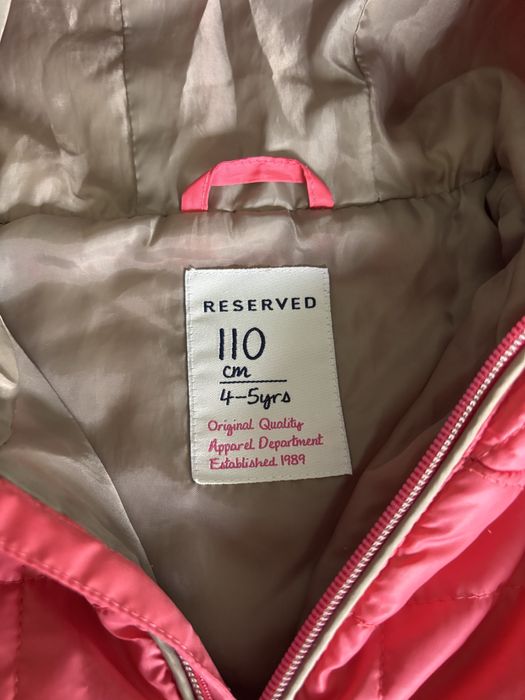 RESERVED
110
cm
4-5yrs
Original Quality
Apparel Department
Established 1989